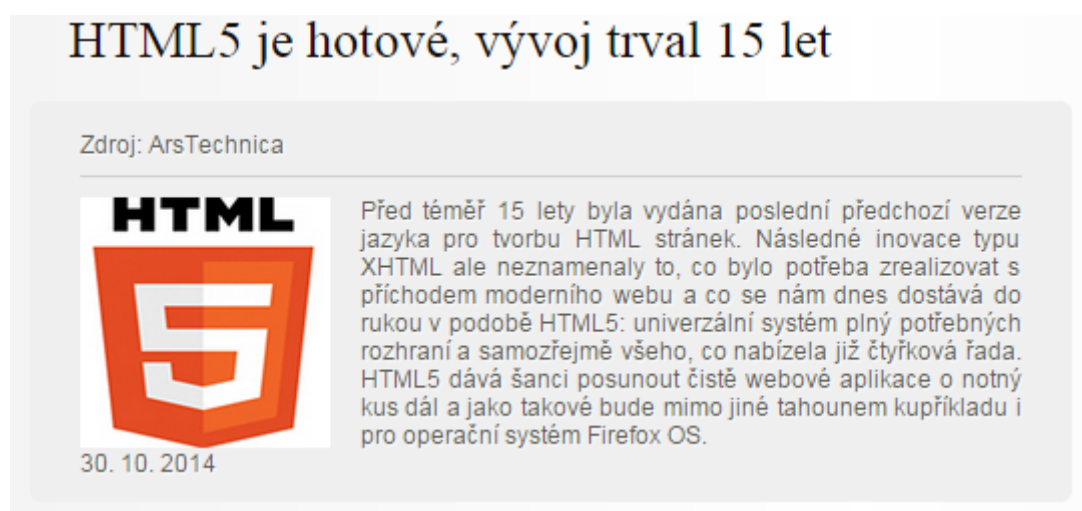 HTML5 je hotové, vývoj trval 15 let
Zdroj: ArsTechnica
HTML
5
Před téměř 15 lety byla vydána poslední předchozí verze
jazyka pro tvorbu HTML stránek. Následné inovace typu
XHTML ale neznamenaly to, co bylo potřeba zrealizovat s
příchodem moderního webu a co se nám dnes dostává do
rukou v podobě HTML5: univerzální systém plný potřebných
rozhraní a samozřejmě všeho, co nabízela již čtyřková řada.
HTML5 dává šanci posunout čistě webové aplikace o notný
kus dál a jako takové bude mimo jiné tahounem kupříkladu i
pro operační systém Firefox OS.
30. 10. 2014